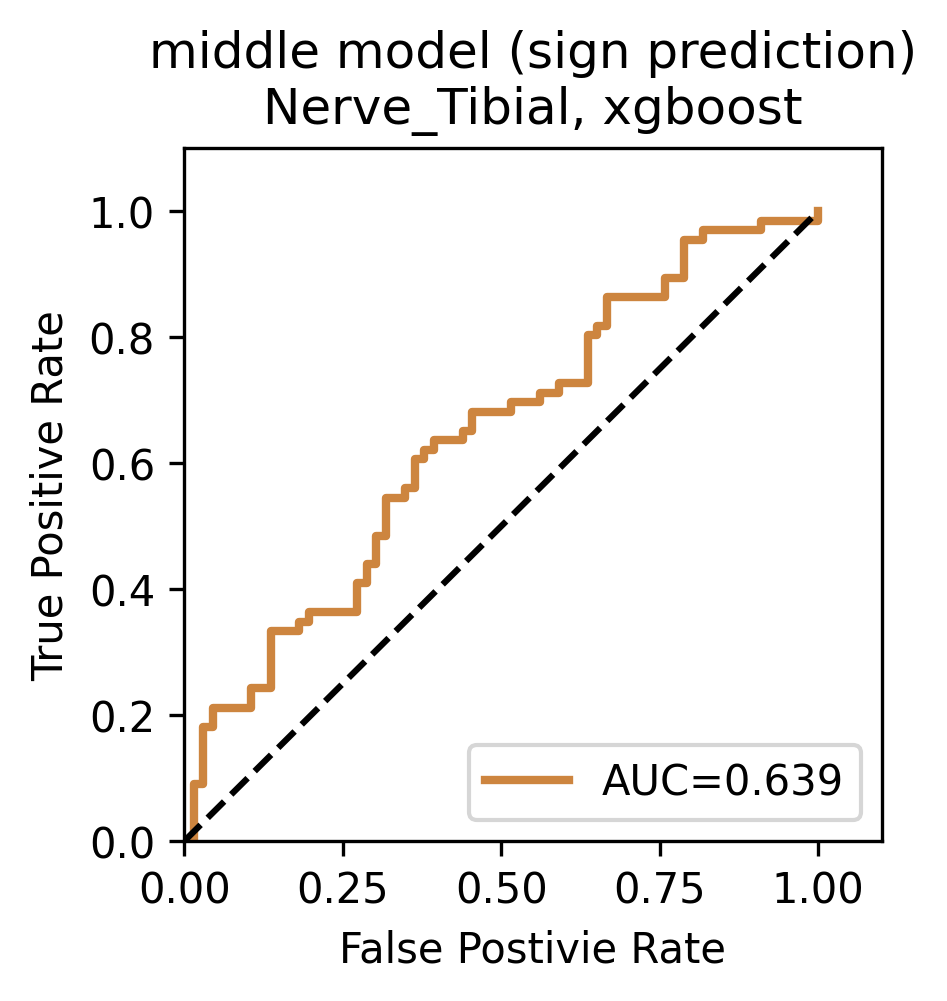 middle model (sign prediction)
Nerve_Tibial, xgboost
1.0
0.8
0.6
0.4
0.2
0.0
True Positive Rate
AUC=0.639
0.00 0.25 0.50 0.75 1.00
False Postivie Rate